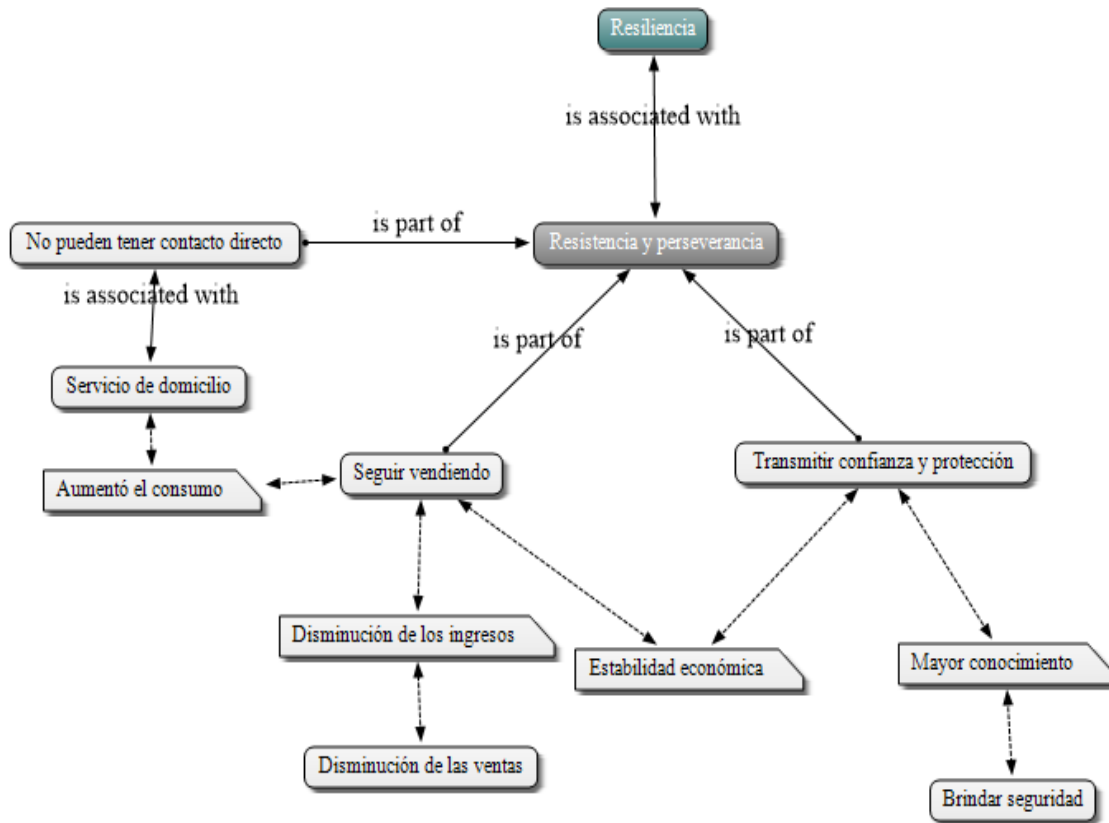 Resiliencia
is associated with
is part of
No pueden tener contacto directo
Resistencia y perseverancia
is associated with
is part of
is part of
Servicio de domicilio
Seguir vendiendo
Transmitir confianza y protección
Aumentó el consumo
Disminución de los ingresos
Estabilidad económica
Mayor conocimiento
Disminución de las ventas
Brindar seguridad